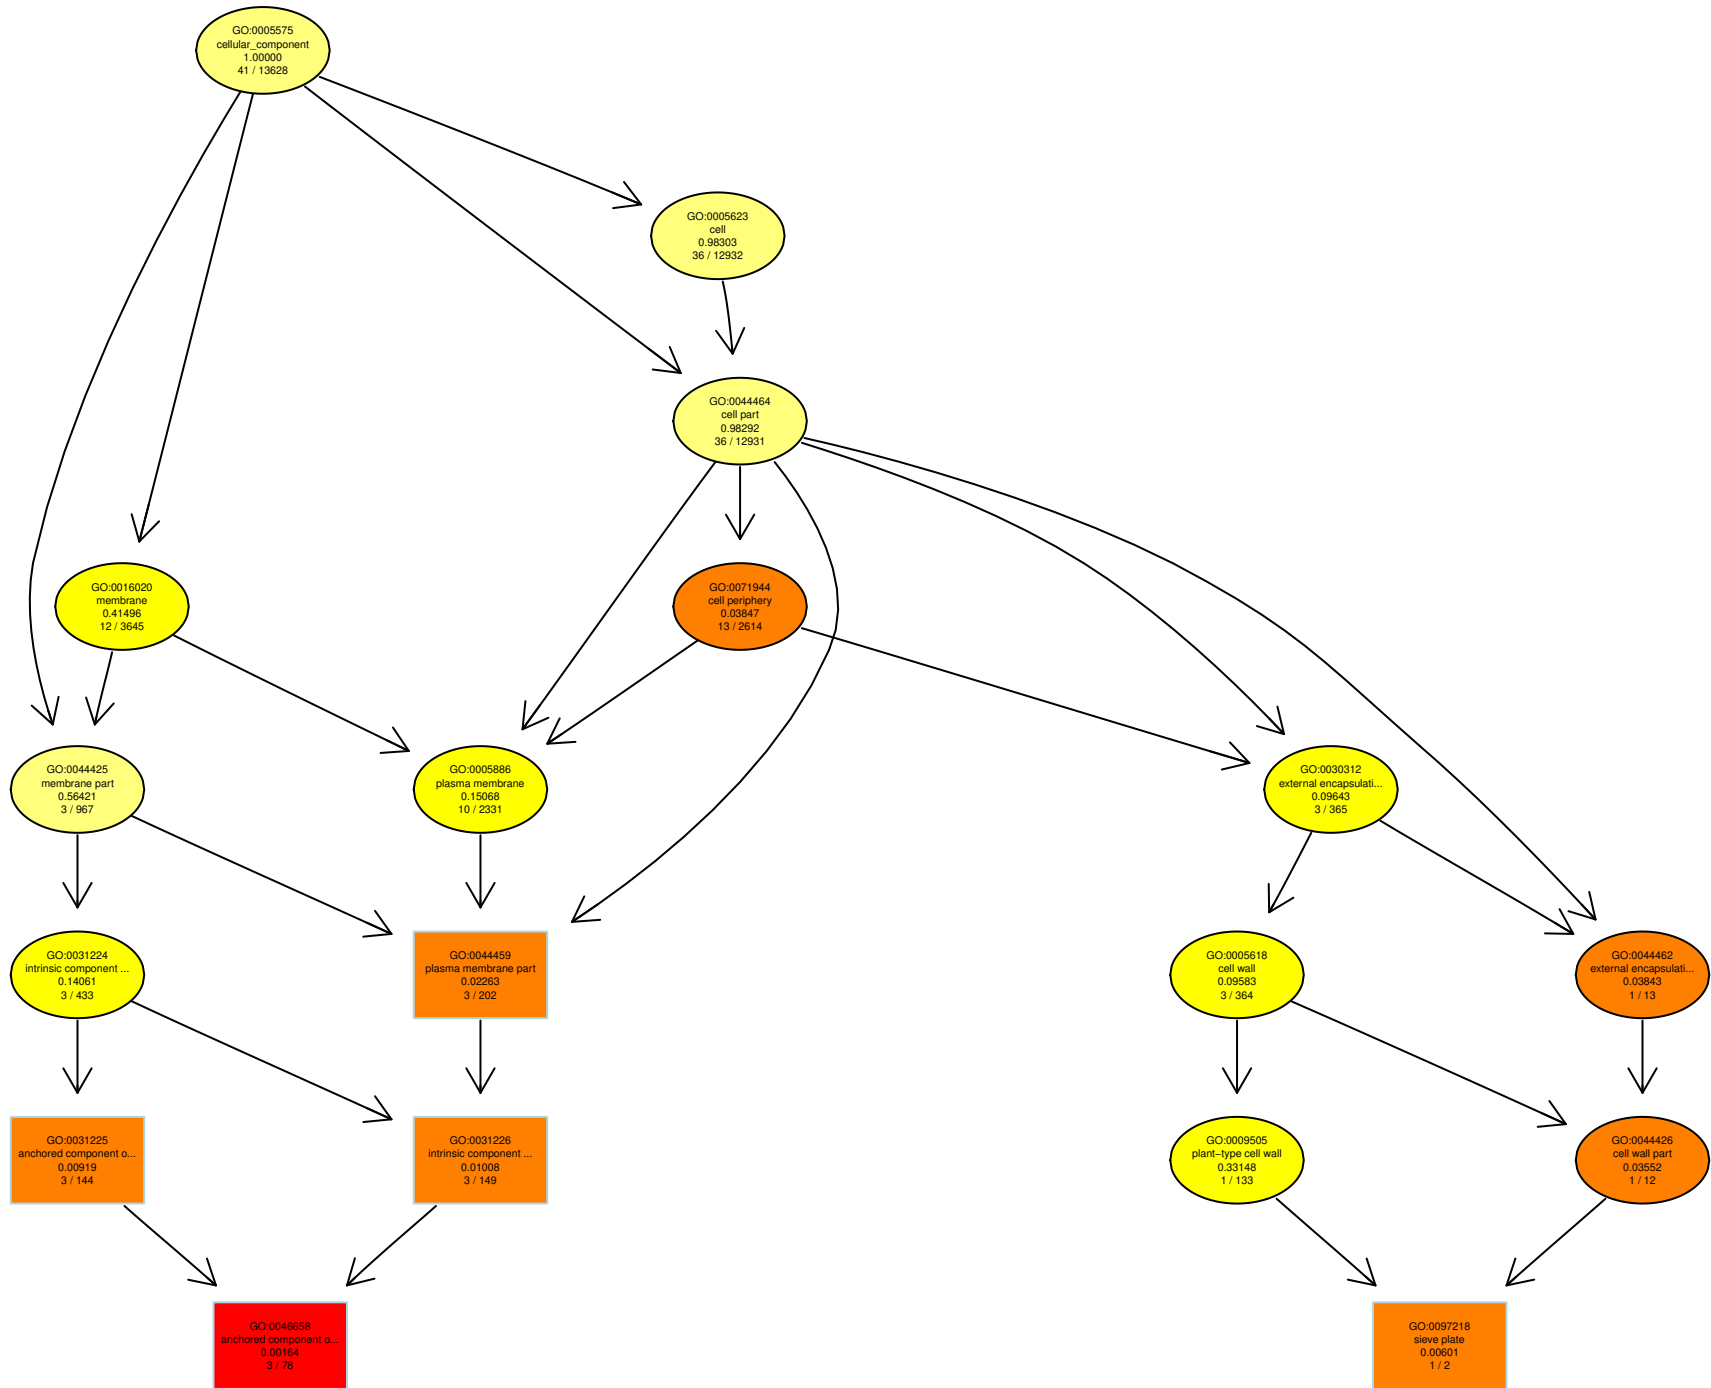 GO:0005575
cellular_component
1.00000
41 / 13628
GO:0005623
cell
0.98303
36 / 12932
GO:0044464
cell part
0.98292
36 / 12931
GO:0016020
membrane
0.41496
12 / 3645
GO:0071944
cell periphery
0.03847
13 / 2614
GO:0044425
membrane part
0.56421
3 / 967
GO:0005886
plasma membrane
0.15068
10 / 2331
GO:0030312
external encapsulati...
0.09643
3 / 365
GO:0031224
intrinsic component ...
0.14061
3 / 433
GO:0044459
plasma membrane part
0.02263
3 / 202
GO:0005618
cell wall
0.09583
3 / 364
GO:0044462
external encapsulati...
0.03843
1 / 13
GO:0031225
anchored component o...
0.00919
3 / 144
GO:0031226
intrinsic component ...
0.01008
3 / 149
GO:0009505
plant−type cell wall
0.33148
1 / 133
GO:0044426
cell wall part
0.03552
1 / 12
GO:0046658
anchored component o...
0.00164
3 / 78
GO:0097218
sieve plate
0.00601
1 / 2